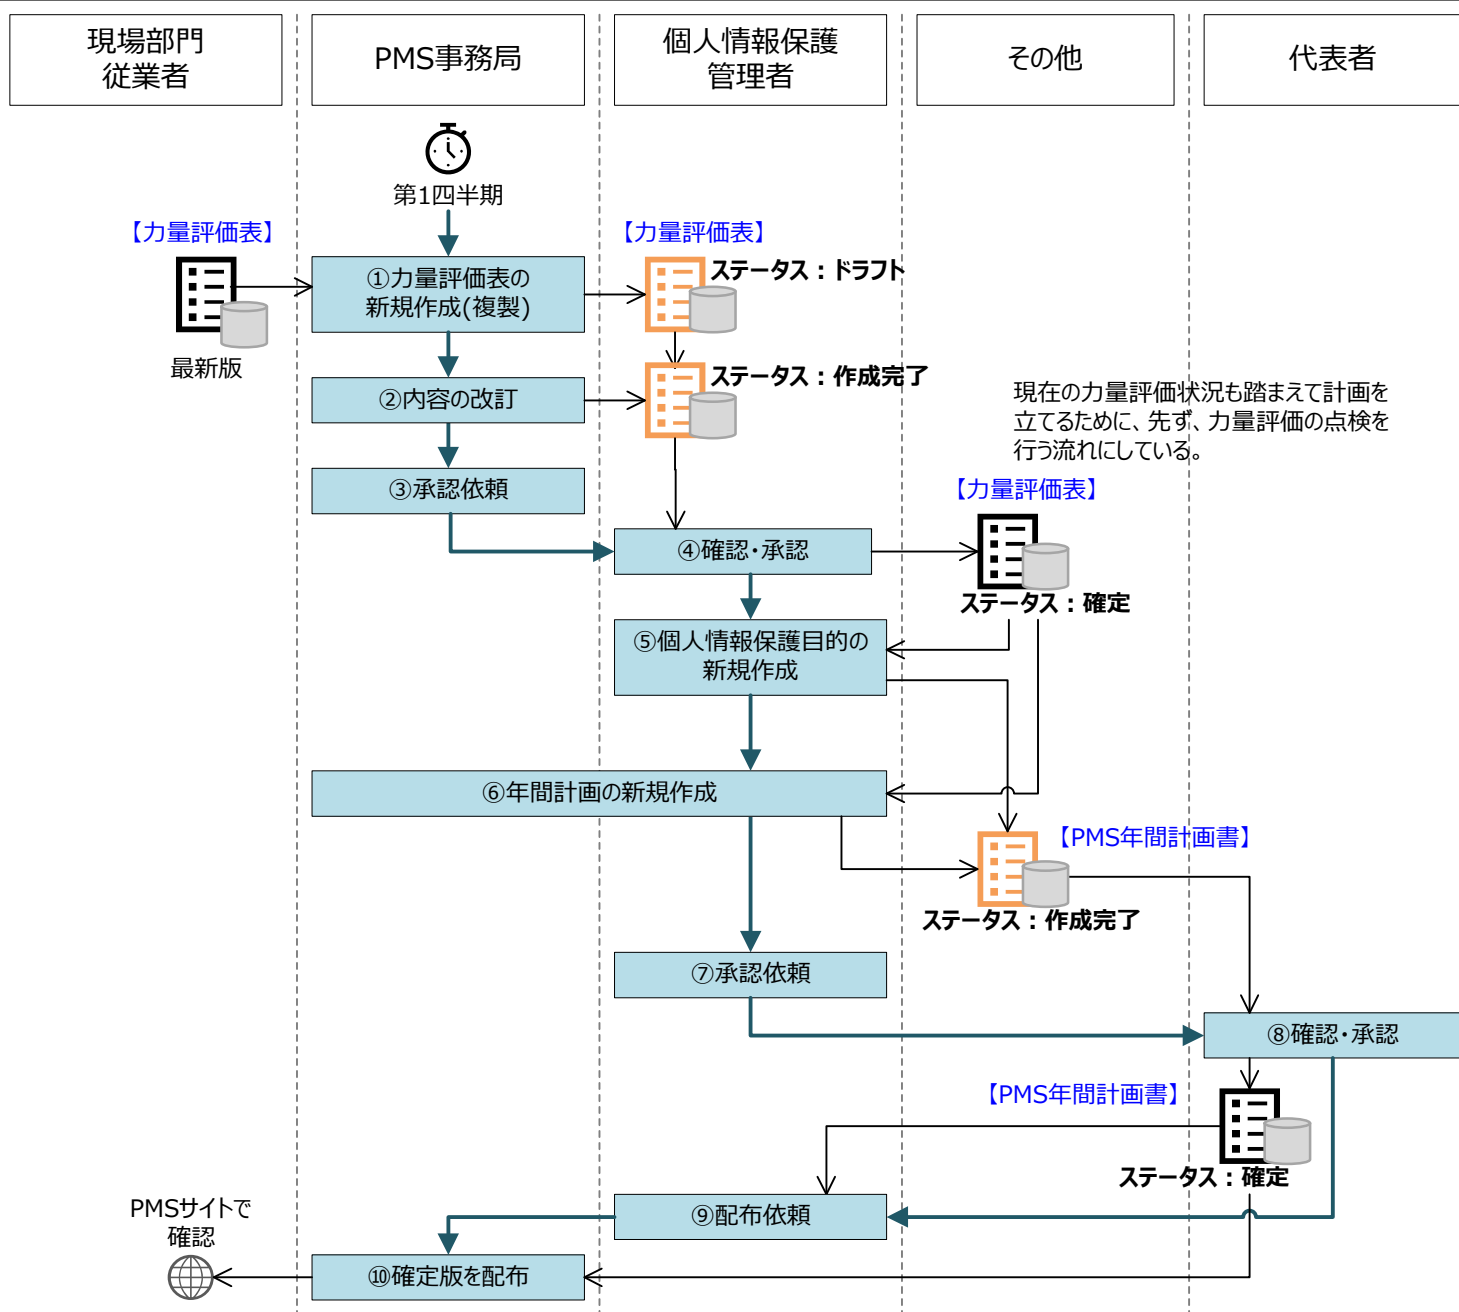 現場部門
従業者
PMS事務局
個人情報保護
管理者
その他
代表者
第1四半期
【力量評価表】
【力量評価表】
ステータス：ドラフト
①力量評価表の
新規作成(複製)
最新版
ステータス：作成完了
②内容の改訂
現在の力量評価状況も踏まえて計画を
立てるために、先ず、力量評価の点検を
行う流れにしている。
③承認依頼
【力量評価表】
④確認・承認
ステータス：確定
⑤個人情報保護目的の
新規作成
⑥年間計画の新規作成
【PMS年間計画書】
ステータス：作成完了
⑦承認依頼
⑧確認・承認
【PMS年間計画書】
ステータス：確定
PMSサイトで
確認
⑨配布依頼
⑩確定版を配布